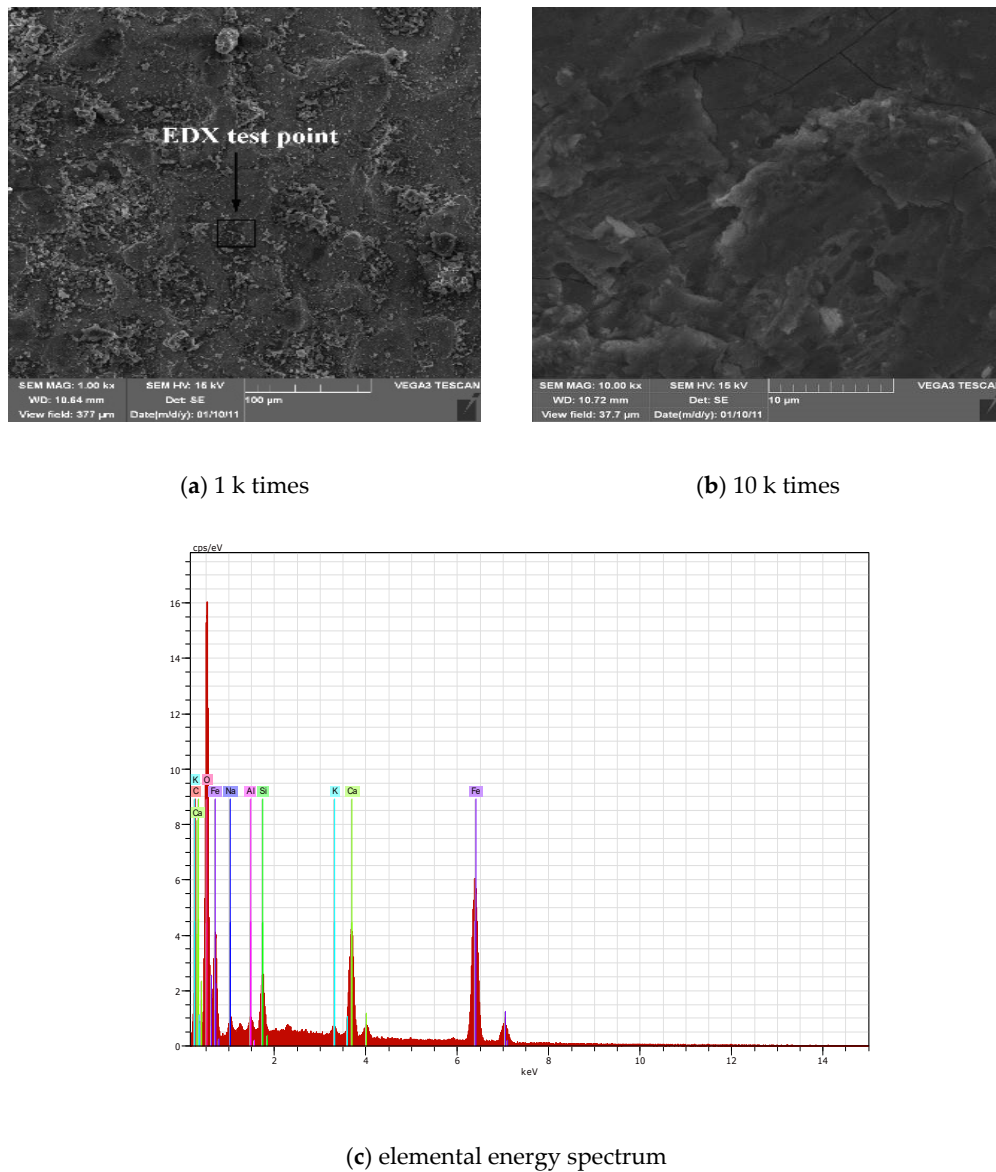 EDX test point
SEM MAG: 1.00 kx SEM HV: 15 kV VEGA3 TESCAN
WD: 10.64 mm Det: SE 100 µm
View field: 377 µm Date(m/d/y): 01/10/11
SEM MAG: 10.00 kx SEM HV: 15 kV VEGA3 TESCAN
WD: 10.72 mm Det: SE 10 µm
View field: 37.7 µm Date(m/d/y): 01/10/11
(a) 1 k times
(b) 10 k times
cps/eV
16
14
12
10
K O
C Fe Na Al Si K Ca Fe
Ca
8
6
4
2
0
2 4 6 8 10 12 14
keV
(c) elemental energy spectrum